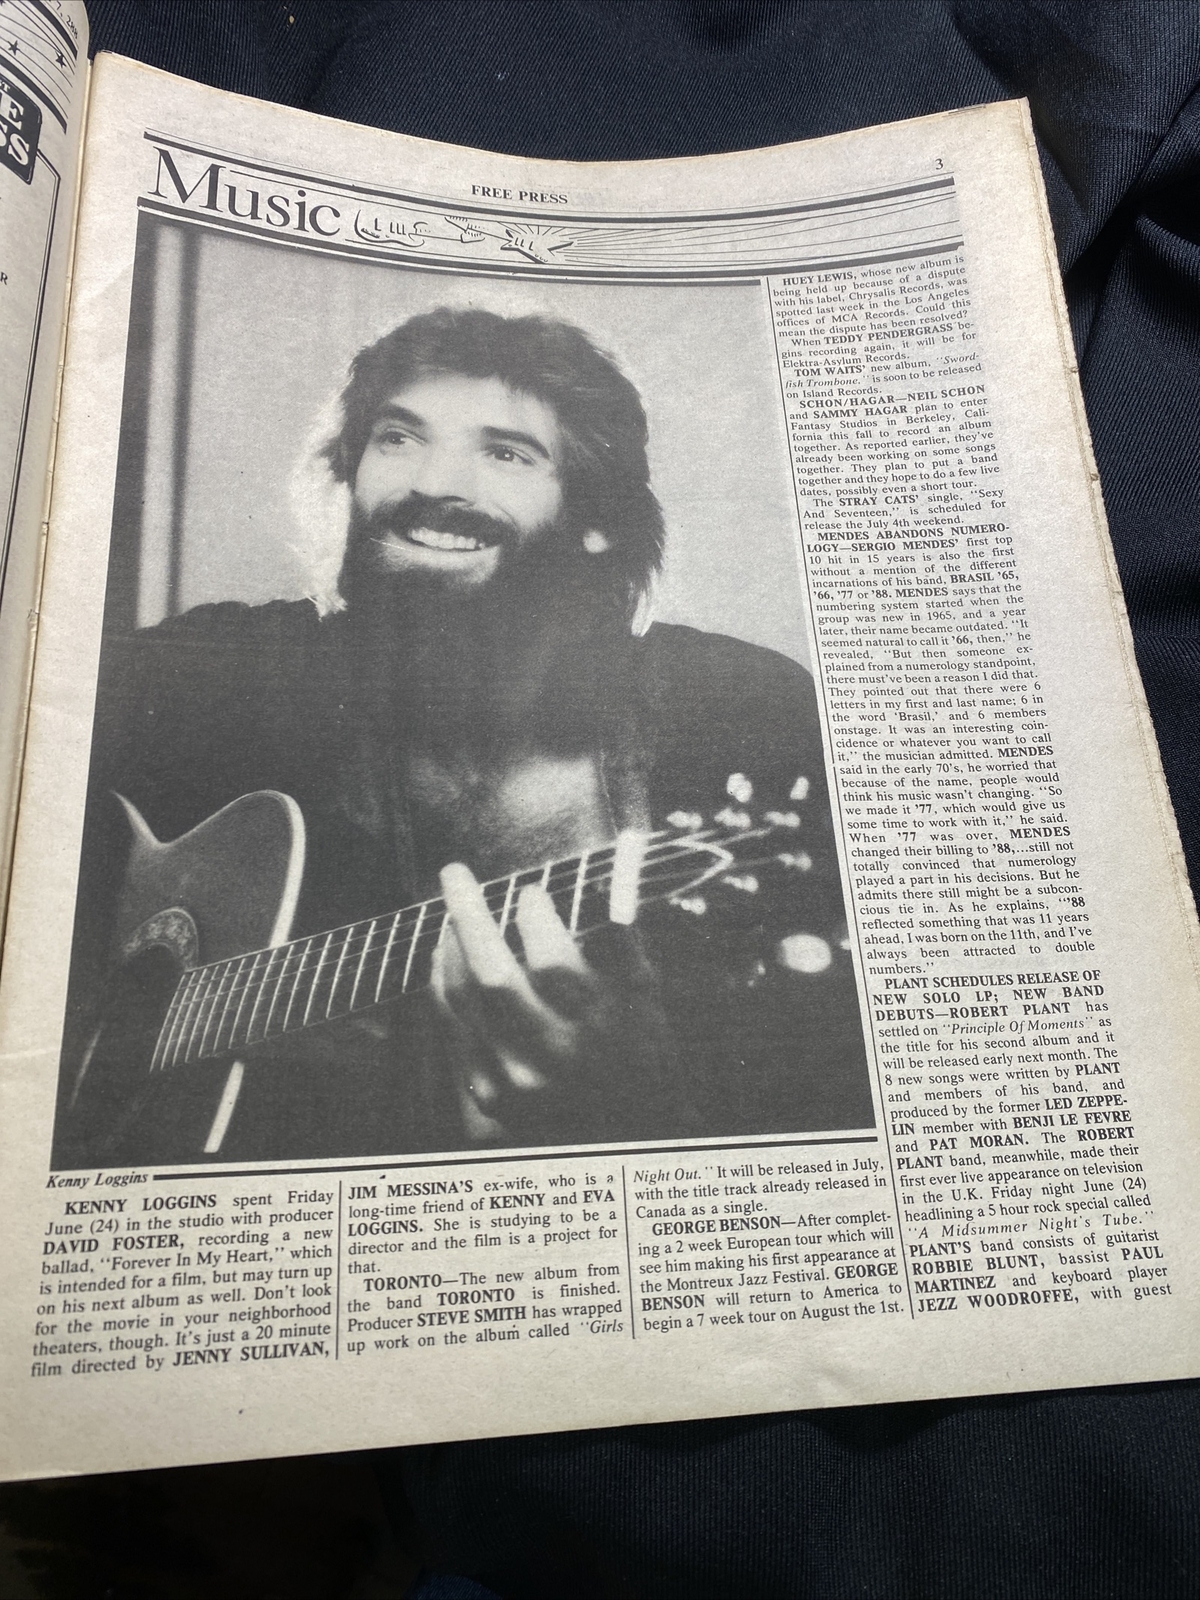 7, 288
E
SS
R
3
FREE PRESS
Music
Kenny Loggins
KENNY LOGGINS spent Friday
June (24) in the studio with producer
DAVID FOSTER, recording a new
ballad, "Forever In My Heart," which
is intended for a film, but may turn up
on his next album as well. Don't look
for the movie in your neighborhood
theaters, though. It's just a 20 minute
film directed by JENNY SULLIVAN,
JIM MESSINA'S ex-wife, who is a
long-time friend of KENNY and EVA
LOGGINS. She is studying to be a
director and the film is a project for
that.
TORONTO—The new album from
the band TORONTO is finished.
Producer STEVE SMITH has wrapped
up work on the album called "Girls
Night Out." It will be released in July,
with the title track already released in
Canada as a single.
GEORGE BENSON—After complet-
ing a 2 week European tour which will
see him making his first appearance at
the Montreux Jazz Festival. GEORGE
BENSON will return to America to
begin a 7 week tour on August the 1st.
HUEY LEWIS, whose new album is
being held up because of a dispute
with his label, Chrysalis Records, was
spotted last week in the Los Angeles
offices of MCA Records. Could this
mean the dispute has been resolved?
When TEDDY PENDERGRASS be-
gins recording again, it will be for
Elektra-Asylum Records.
TOM WAITS' new album, "Sword-
fish Trombone." is soon to be released
on Island Records.
SCHON/HAGAR—NEIL SCHON
and SAMMY HAGAR plan to enter
Fantasy Studios in Berkeley, Cali-
fornia this fall to record an album
together. As reported earlier, they've
already been working on some songs
together. They plan to put a band
together and they hope to do a few live
dates, possibly even a short tour.
The STRAY CATS' single, "Sexy
And Seventeen," is scheduled for
release the July 4th weekend.
MENDES ABANDONS NUMERO-
LOGY—SERGIO MENDES' first top
10 hit in 15 years is also the first
without a mention of the different
incarnations of his band, BRASIL '65,
'66, '77 or '88. MENDES says that the
numbering system started when the
group was new in 1965, and a year
later, their name became outdated. "It
seemed natural to call it '66, then," he
revealed, "But then someone ex-
plained from a numerology standpoint,
there must've been a reason I did that.
They pointed out that there were 6
letters in my first and last name; 6 in
the word 'Brasil,' and 6 members
onstage. It was an interesting coin-
cidence or whatever you want to call
it," the musician admitted. MENDES
said in the early 70's, he worried that
because of the name, people would
think his music wasn't changing. "So
we made it '77, which would give us
some time to work with it," he said.
When '77 was over, MENDES
changed their billing to '88,...still not
totally convinced that numerology
played a part in his decisions. But he
admits there still might be a subcon-
cious tie in. As he explains, "'88
reflected something that was 11 years
ahead, I was born on the 11th, and I've
always been attracted to double
numbers."
PLANT SCHEDULES RELEASE OF
NEW SOLO LP; NEW BAND
DEBUTS—ROBERT PLANT has
settled on "Principle Of Moments" as
the title for his second album and it
will be released early next month. The
8 new songs were written by PLANT
and members of his band, and
produced by the former LED ZEPPE-
LIN member with BENJI LE FEVRE
and PAT MORAN. The ROBERT
PLANT band, meanwhile, made their
first ever live appearance on television
in the U.K. Friday night June (24)
headlining a 5 hour rock special called
"A Midsummer Night's Tube."
PLANT'S band consists of guitarist
ROBBIE BLUNT, bassist PAUL
MARTINEZ and keyboard player
JEZZ WOODROFFE, with guest